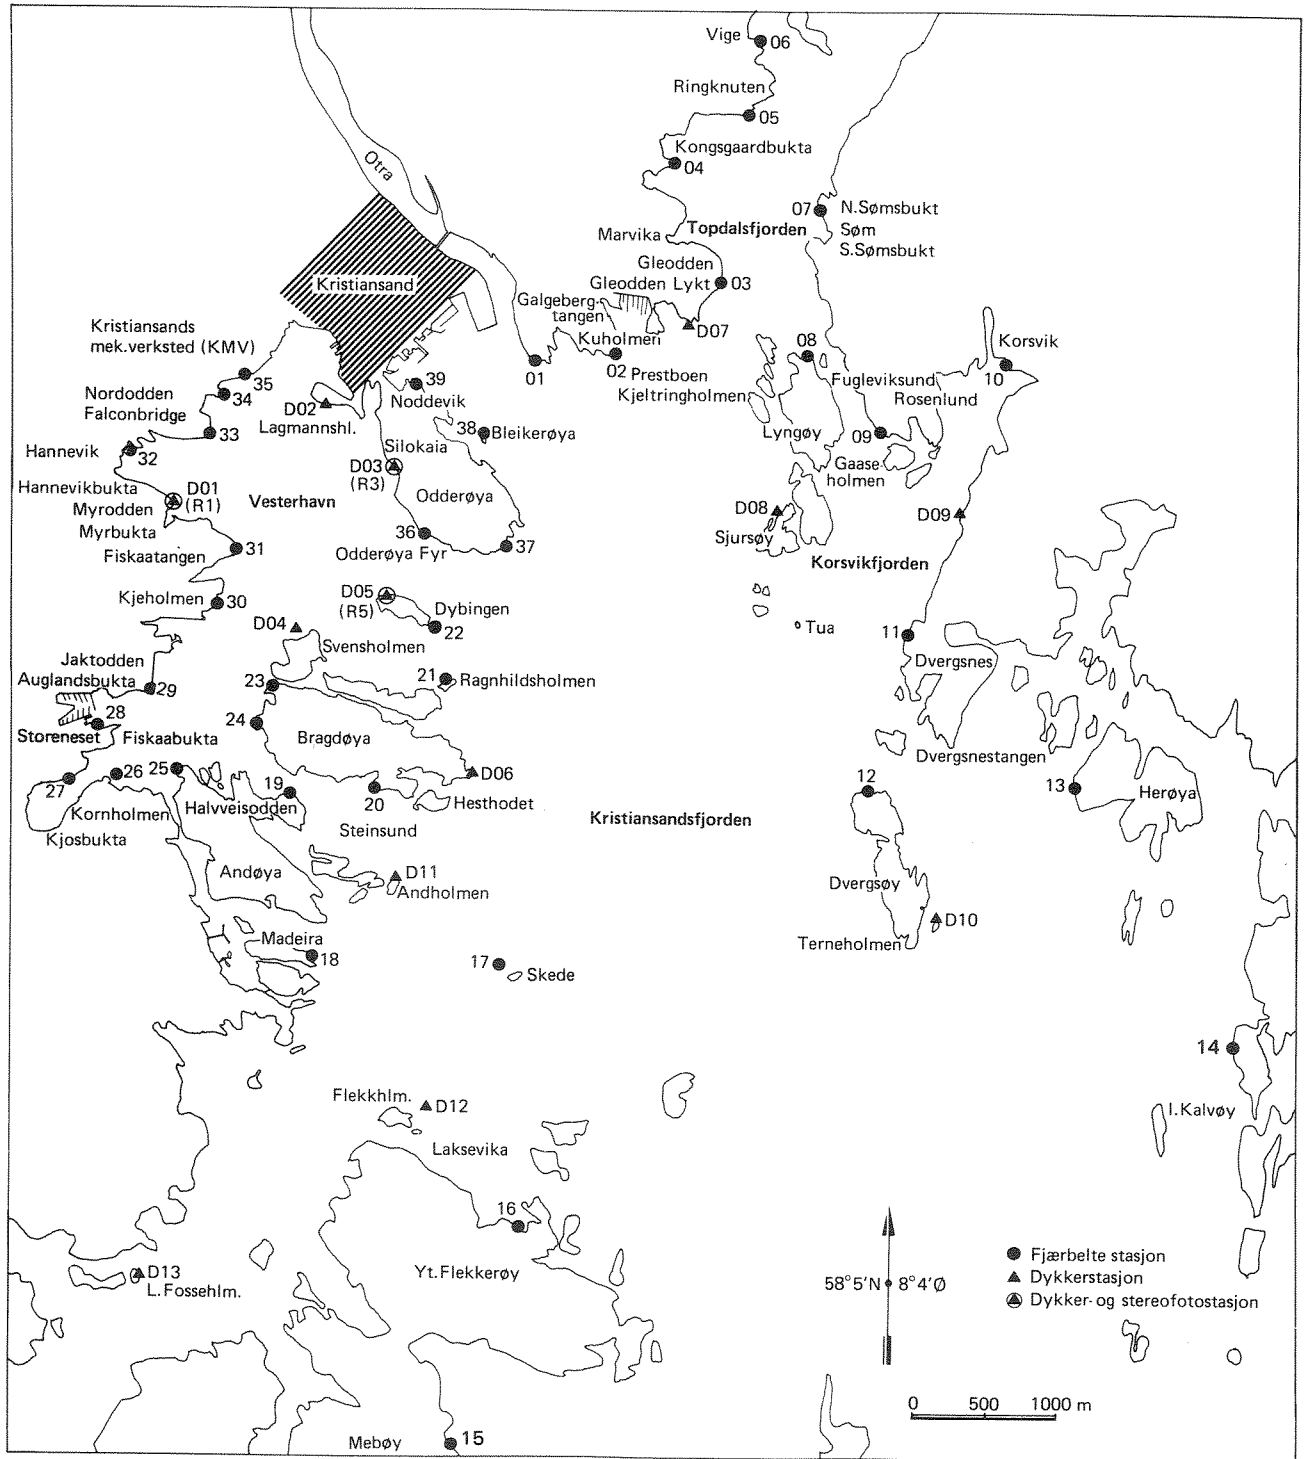 Vige
06
Ringknuten
05
Kongsgaardbukta
04
Otra
07
N.Sømsbukt
Søm
S.Sømsbukt
Topdalsfjorden
Marvika
Gleodden
Gleodden Lykt
03
Kristiansand
Galgeberg-
tangen
D07
Kuholmen
02
Prestboen
Kjeltringholmen
01
08
Korsvik
10
Fugleviksund
Rosenlund
Kristiansands
mek.verksted (KMV)
35
34
Nordodden
Falconbridge
33
39
Noddevik
D02
Lagmannshl.
38
Bleikerøya
Lyngøy
09
Gaase-
holmen
Hannevik
32
Silokaia
D03
(R3)
Odderøya
Hannevikbukta
D01
(R1)
Myrodden
Myrbukta
Vesterhavn
D08
Sjursøy
D09
Fiskaatangen
31
36
Odderøya Fyr
37
Korsvikfjorden
Kjeholmen
30
D05
(R5)
Dybingen
22
D04
Svensholmen
Tua
11
Dvergsnes
Jaktodden
Auglandsbukta
29
23
21
Ragnhildsholmen
28
24
Storeneset
Fiskaabukta
Bragdøya
Dvergsnestangen
27
26
25
19
20
D06
Hesthodet
12
13
Herøya
Kornholmen
Halvveisodden
Kjosbukta
Steinsund
Kristiansandsfjorden
Andøya
D11
Andholmen
Dvergsøy
D10
Terneholmen
Madeira
18
17
Skede
14
I.Kalvøy
Flekkhlm.
D12
Laksevika
16
Yt.Flekkerøy
D13
L.Fossehlm.
58°5'N
8°4'Ø
Fjærbelte stasjon
Dykkerstasjon
Dykker- og stereofotostasjon
0 500 1000 m
Mebøy
15